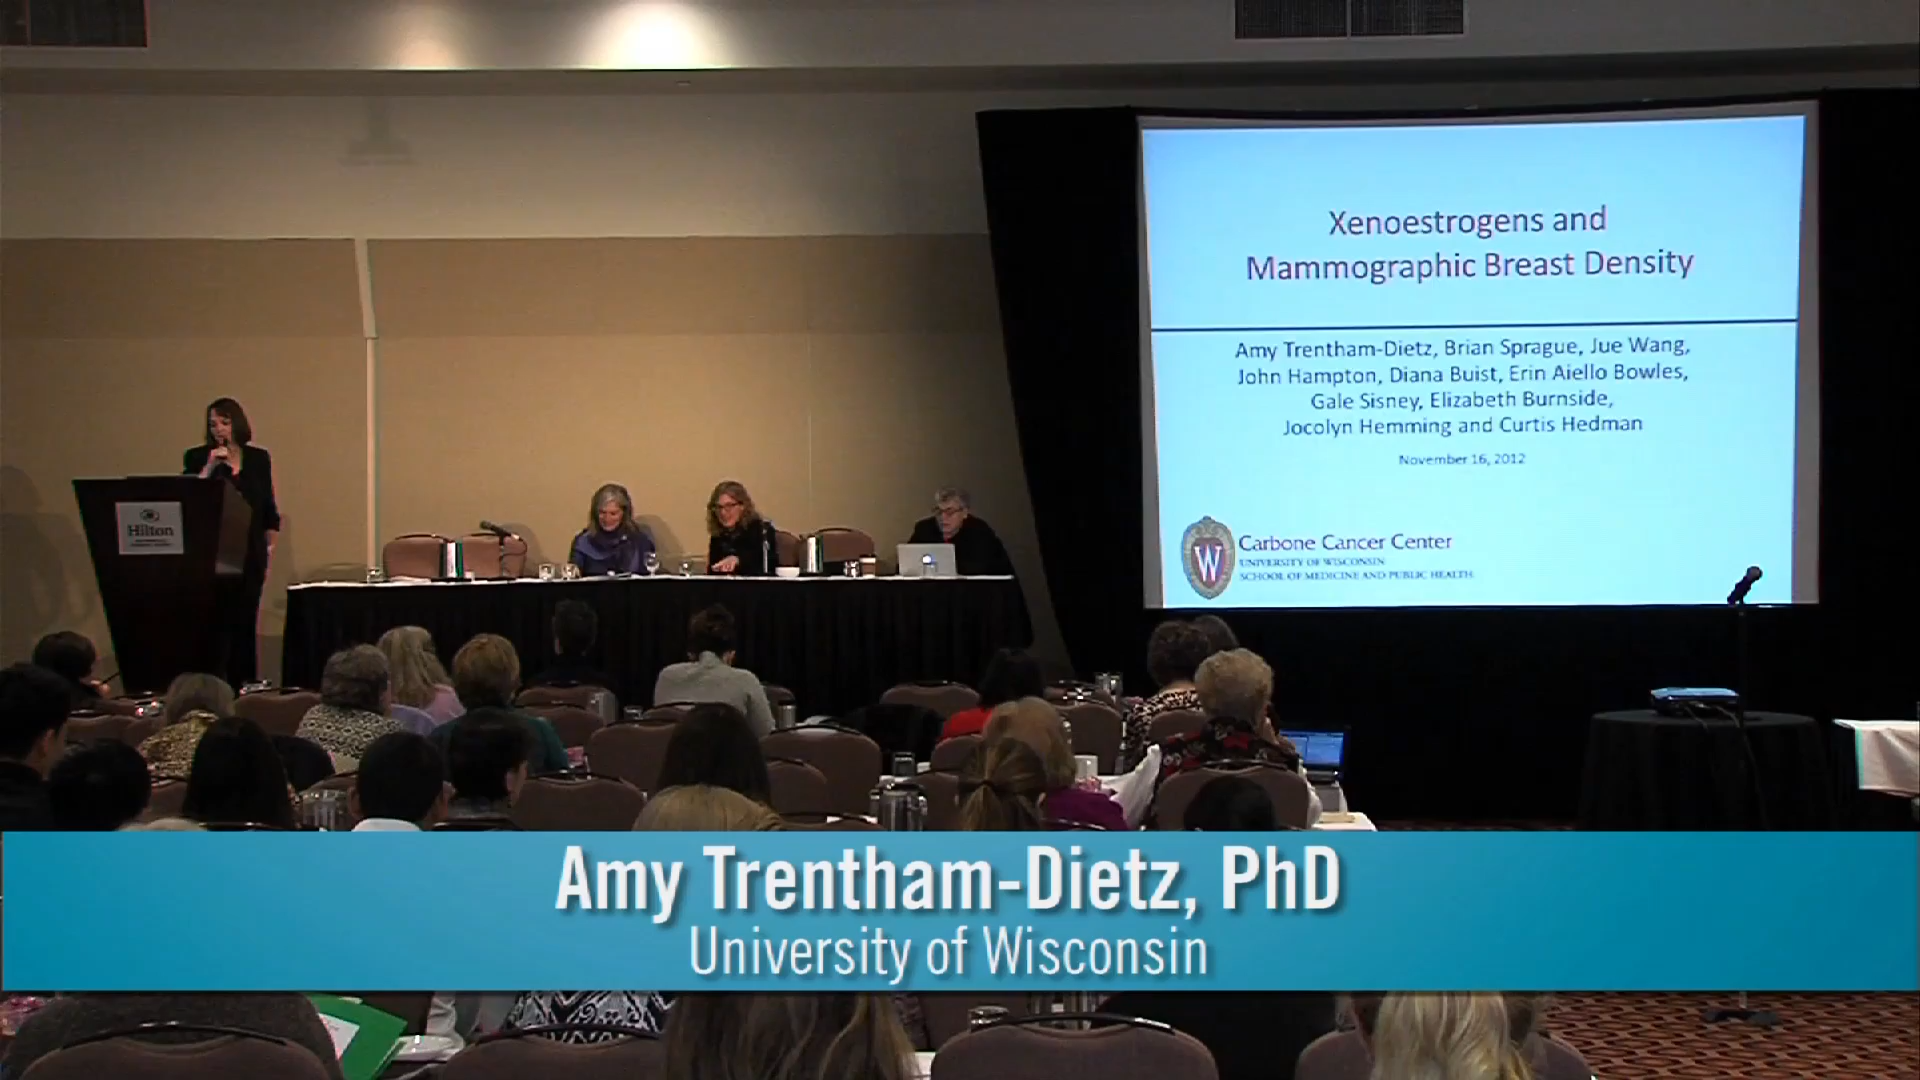 Xenoestrogens and
Mammographic Breast Density
Amy Trentham-Dietz, Brian Sprague, Jue Wang,
John Hampton, Diana Buist, Erin Aiello Bowles,
Gale Sisney, Elizabeth Burnside,
Jocolyn Hemming and Curtis Hedman
November 16, 2012
W
Carbone Cancer Center
UNIVERSITY OF WISCONSIN
SCHOOL OF MEDICINE AND PUBLIC HEALTH
Hilton
Amy Trentham-Dietz, PhD
University of Wisconsin